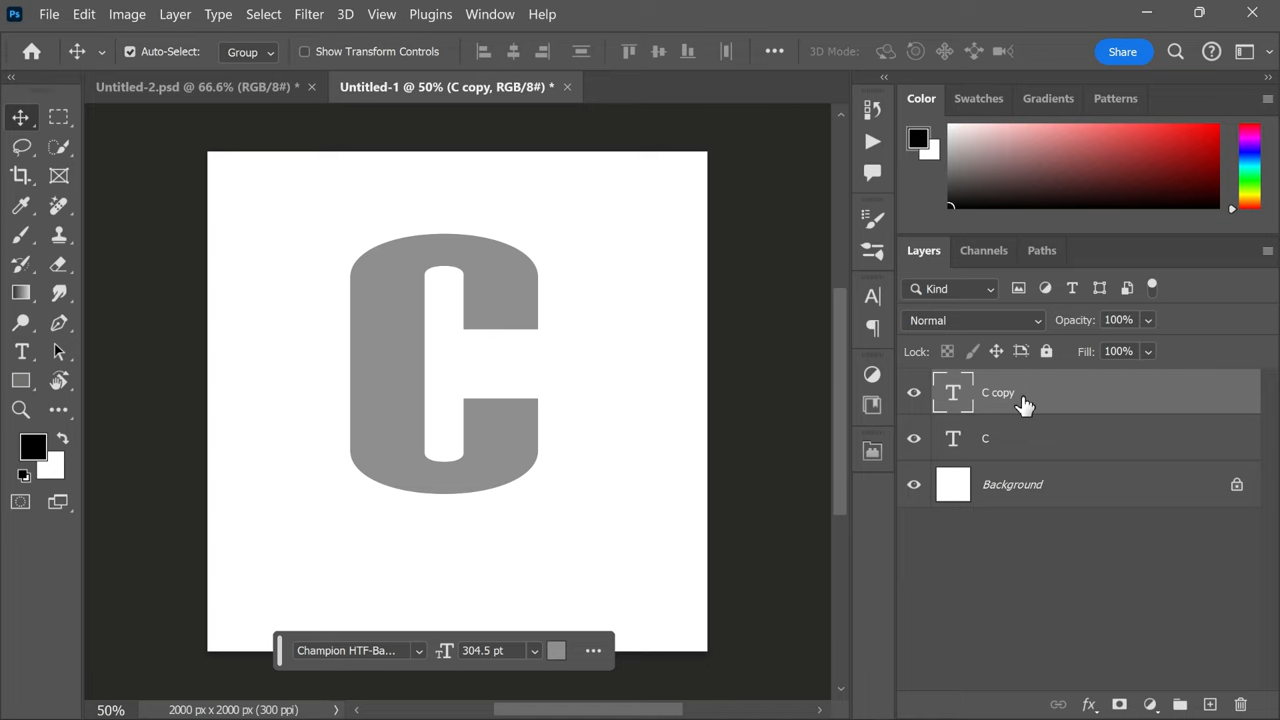 Ps File Edit Image Layer Type Select Filter 3D View Plugins Window Help
Auto-Select: Group Show Transform Controls 3D Mode: Share
Untitled-2.psd @ 66.6% (RGB/8#) * Untitled-1 @ 50% (C copy, RGB/8#) *
Color Swatches Gradients Patterns
C
Layers Channels Paths
Kind
Normal Opacity: 100%
Lock: Fill: 100%
T C copy
T C
Background
Champion HTF-Ba... 304.5 pt
50% 2000 px x 2000 px (300 ppi)